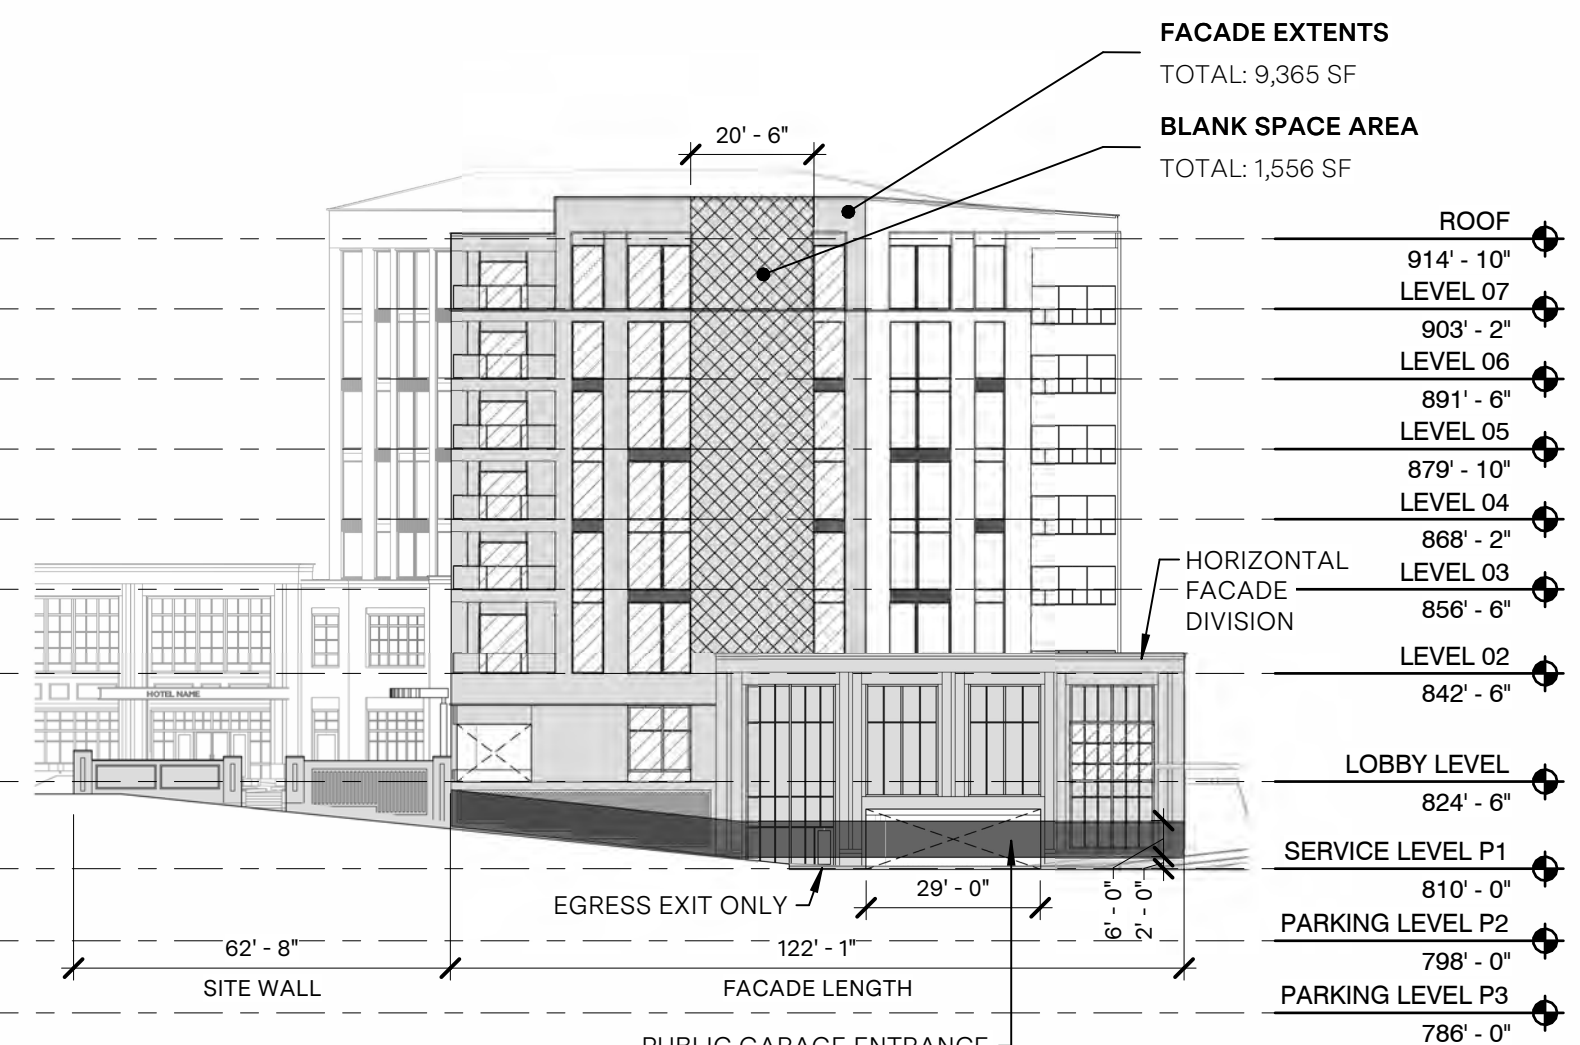 FACADE EXTENTS
TOTAL: 9,365 SF
BLANK SPACE AREA
TOTAL: 1,556 SF
20' - 6"
ROOF
914' - 10"
LEVEL 07
903' - 2"
LEVEL 06
891' - 6"
LEVEL 05
879' - 10"
LEVEL 04
868' - 2"
HORIZONTAL
FACADE
DIVISION
LEVEL 03
856' - 6"
LEVEL 02
842' - 6"
HOTEL NAME
LOBBY LEVEL
824' - 6"
SERVICE LEVEL P1
810' - 0"
EGRESS EXIT ONLY
29' - 0"
6' - 0"
2' - 0"
PARKING LEVEL P2
798' - 0"
62' - 8"
SITE WALL
122' - 1"
FACADE LENGTH
PARKING LEVEL P3
786' - 0"
PUBLIC GARAGE ENTRANCE